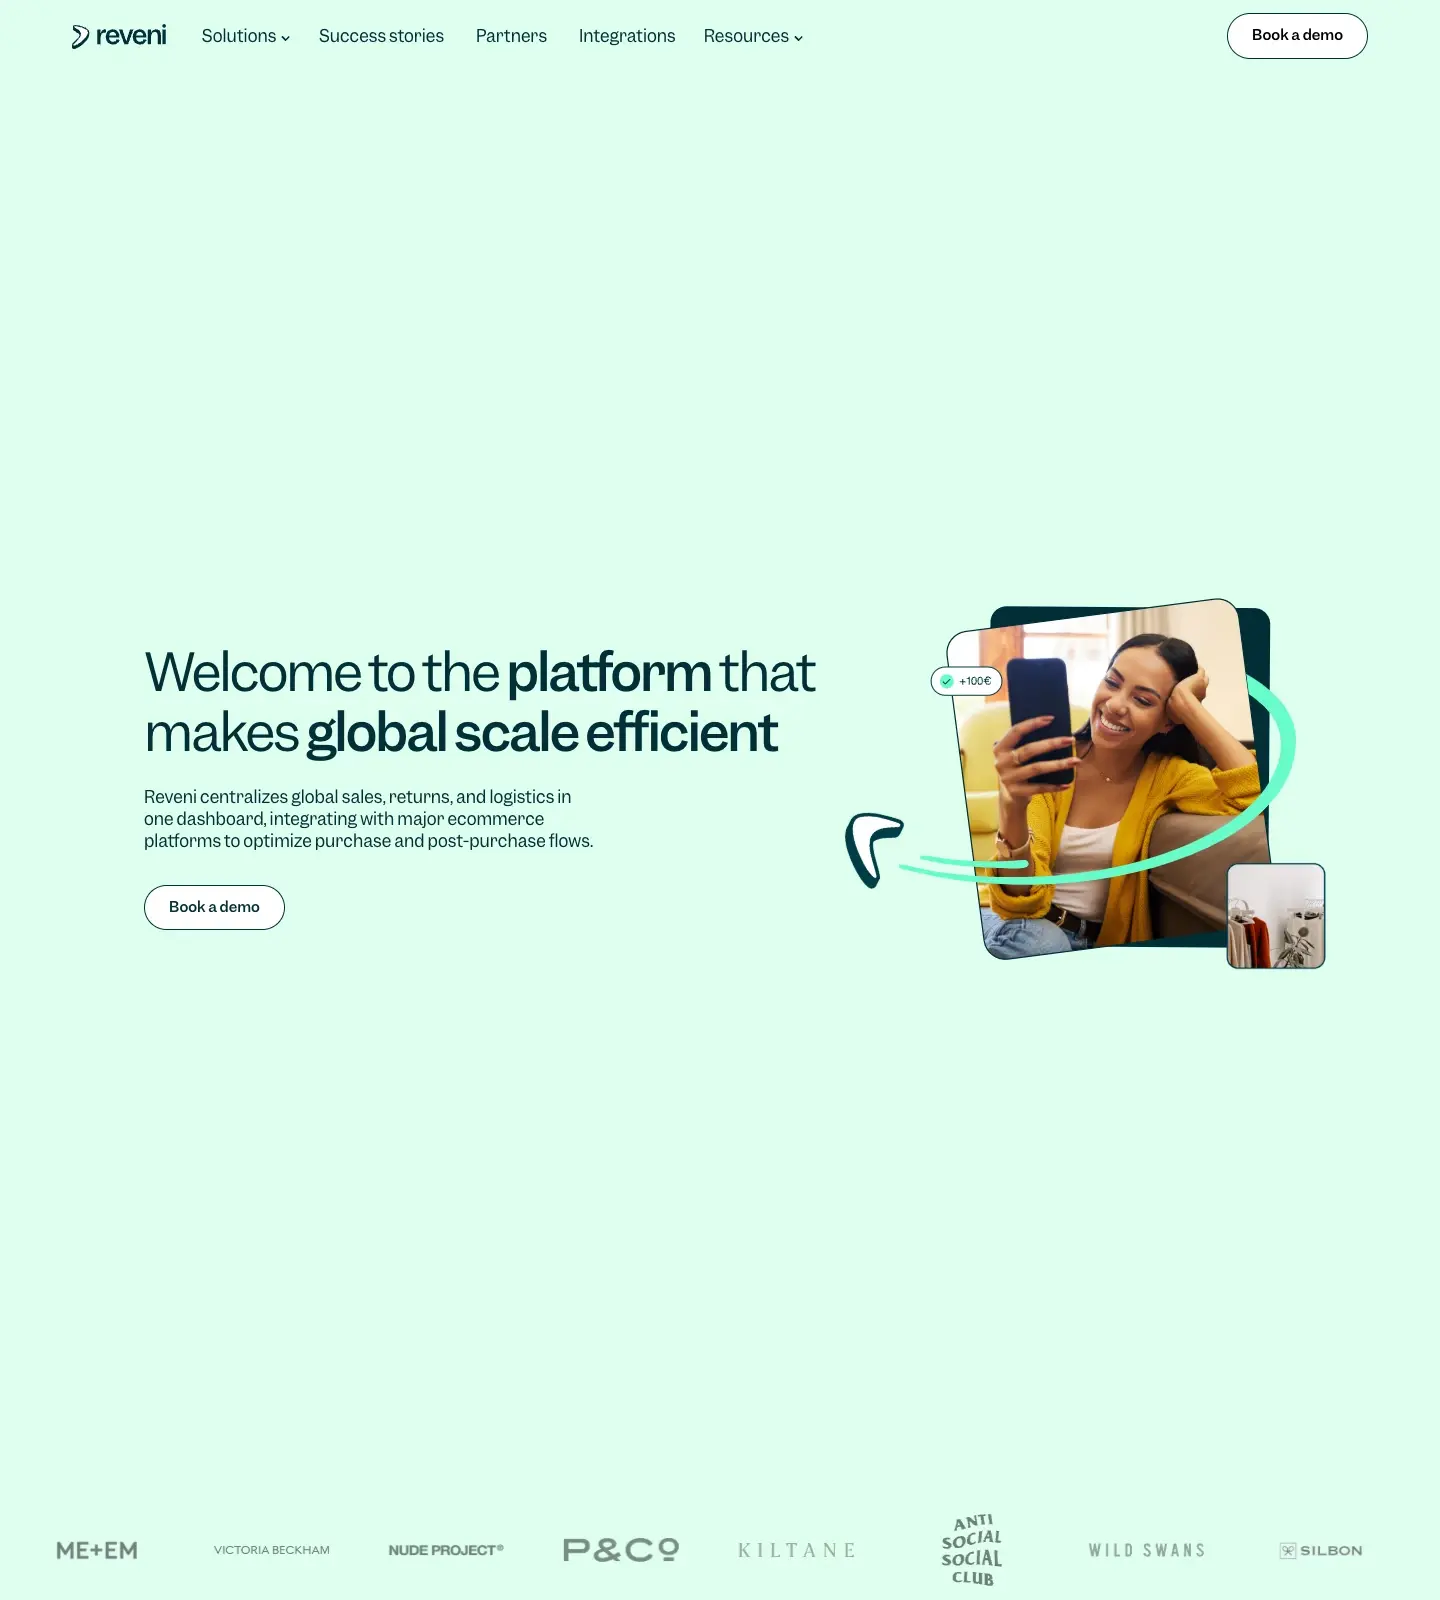 reveni Solutions Success stories Partners Integrations Resources Book a demo
Welcome to the platform that
makes global scale efficient
Reveni centralizes global sales, returns, and logistics in
one dashboard, integrating with major ecommerce
platforms to optimize purchase and post-purchase flows.
Book a demo
+100€
ME+EM
VICTORIA BECKHAM
NUDE PROJECT®
P&CO
KILTANE
ANTI
SOCIAL
SOCIAL
CLUB
WILD SWANS
SILBON